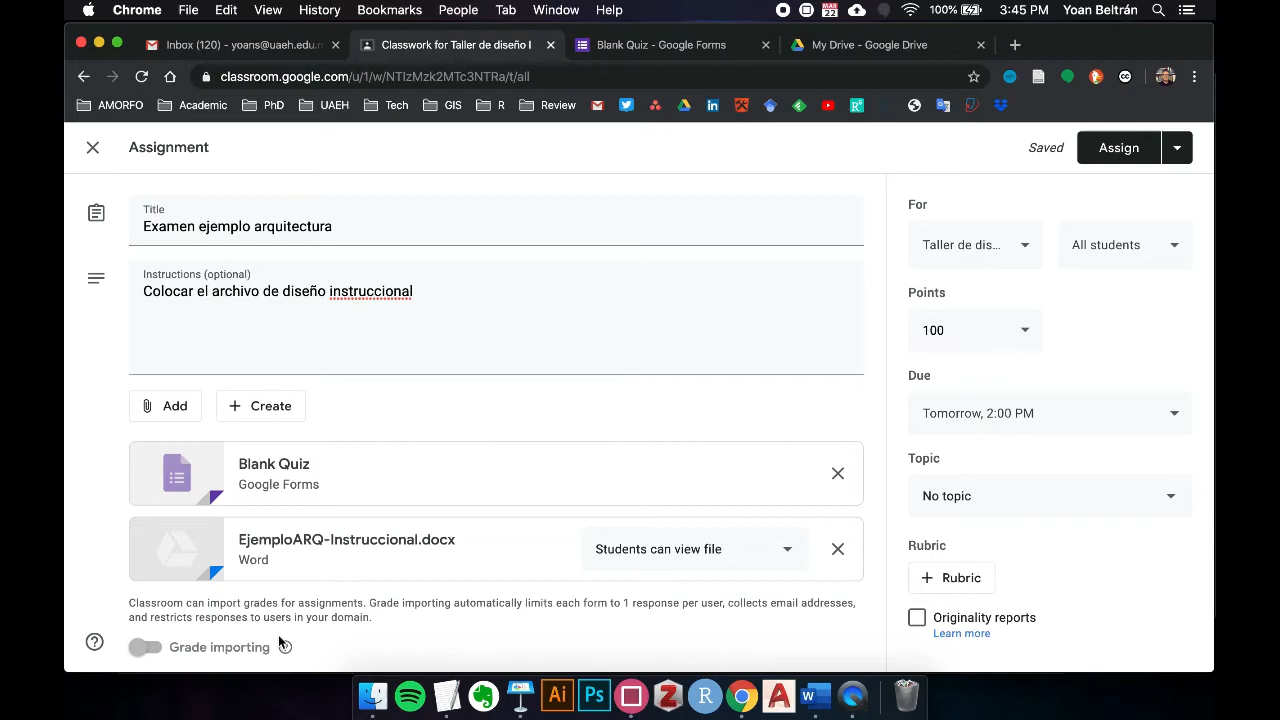 Chrome File Edit View History Bookmarks People Tab Window Help MAR 22 100% 3:45 PM Yoan Beltrán
Inbox (120) - yoans@uaeh.edu.m Classwork for Taller de diseño I Blank Quiz - Google Forms My Drive - Google Drive
classroom.google.com/u/1/w/NTIzMzk2MTc3NTRa/t/all
AMORFO Academic PhD UAEH Tech GIS R Review
Assignment
Saved
Assign
Title
Examen ejemplo arquitectura
Instructions (optional)
Colocar el archivo de diseño instruccional
Add
Create
Blank Quiz
Google Forms
EjemploARQ-Instruccional.docx
Word
Students can view file
Classroom can import grades for assignments. Grade importing automatically limits each form to 1 response per user, collects email addresses,
and restricts responses to users in your domain.
Grade importing
For
Taller de dis...
All students
Points
100
Due
Tomorrow, 2:00 PM
Topic
No topic
Rubric
Rubric
Originality reports
Learn more
Ai Ps Z R A W